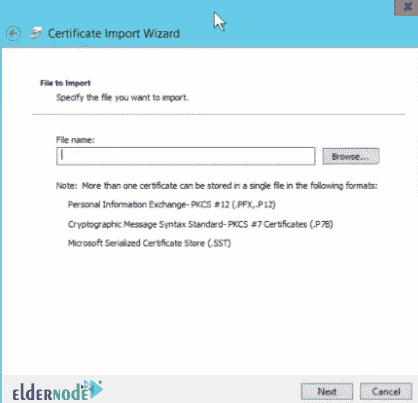 Certificate Import Wizard
File to Import
Specify the file you want to import.
File name:
Browse...
Note: More than one certificate can be stored in a single file in the following formats:
Personal Information Exchange- PKCS #12 (.PFX,.P12)
Cryptographic Message Syntax Standard- PKCS #7 Certificates (.P7B)
Microsoft Serialized Certificate Store (.SST)
elderNode
Next Cancel